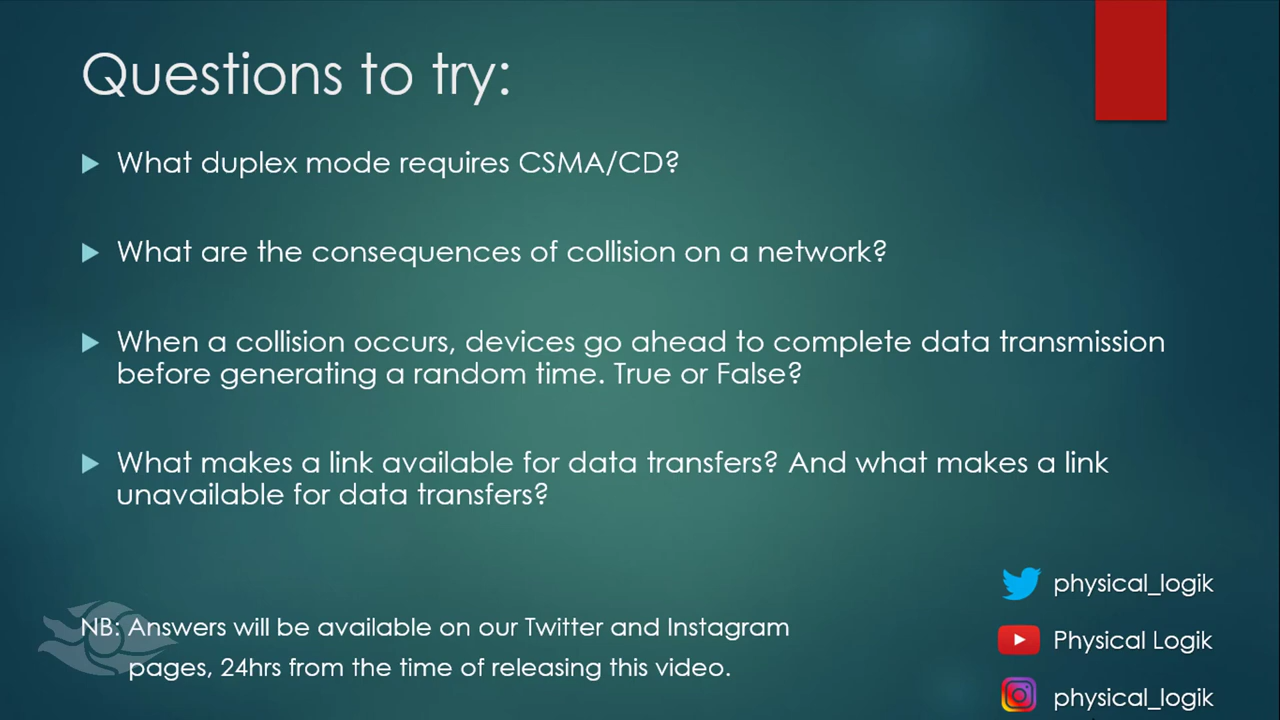 Questions to try:
What duplex mode requires CSMA/CD?
What are the consequences of collision on a network?
When a collision occurs, devices go ahead to complete data transmission
before generating a random time. True or False?
What makes a link available for data transfers? And what makes a link
unavailable for data transfers?
NB: Answers will be available on our Twitter and Instagram
pages, 24hrs from the time of releasing this video.
physical_logik
Physical Logik
physical_logik